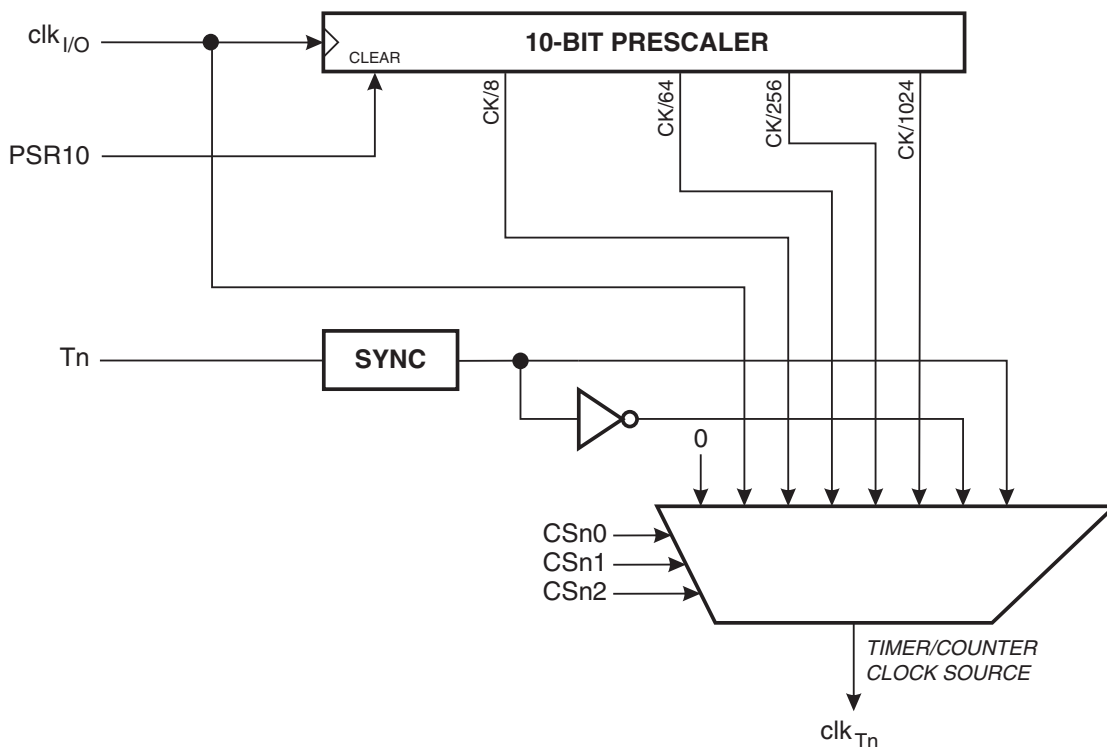 clk I/O
10-BIT PRESCALER
CLEAR
CK/8
CK/64
CK/256
CK/1024
PSR10
Tn
SYNC
0
CSn0
CSn1
CSn2
TIMER/COUNTER
CLOCK SOURCE
clk Tn